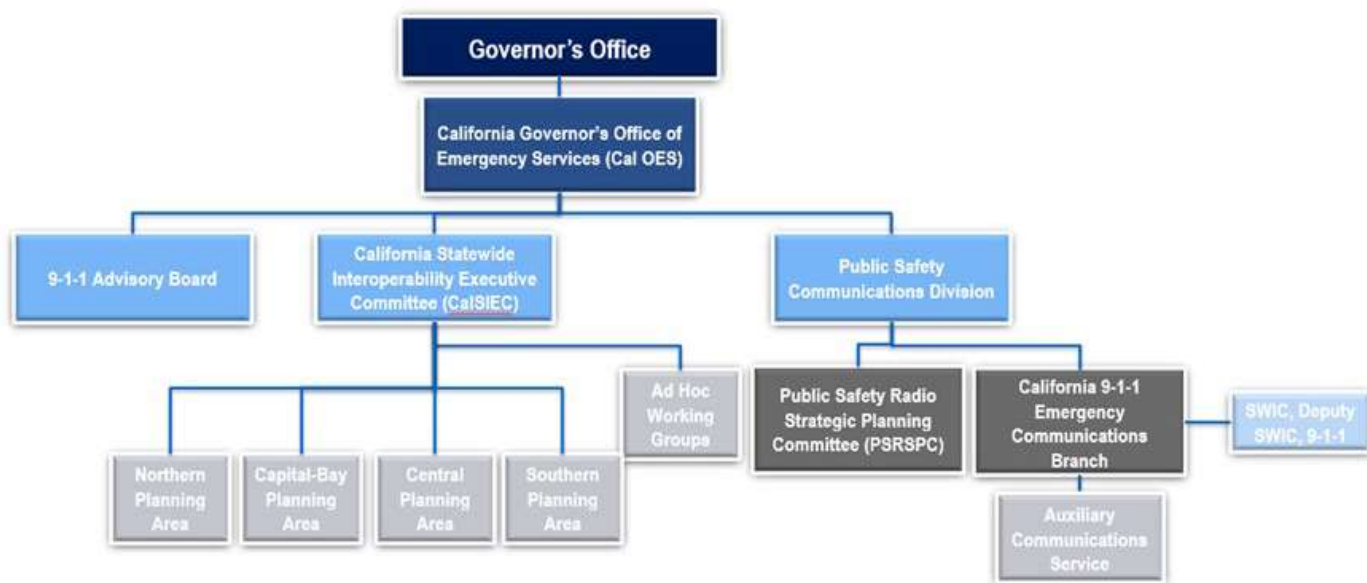 Governor's Office
California Governor's Office of
Emergency Services (Cal OES)
9-1-1 Advisory Board
California Statewide
Interoperability Executive
Committee (CalSIEC)
Public Safety
Communications Division
Ad Hoc
Working
Groups
Public Safety Radio
Strategic Planning
Committee (PSRSPC)
California 9-1-1
Emergency
Communications
Branch
SWIC, Deputy
SWIC, 9-1-1
Northern
Planning
Area
Capital-Bay
Planning
Area
Central
Planning
Area
Southern
Planning
Area
Auxiliary
Communications
Service